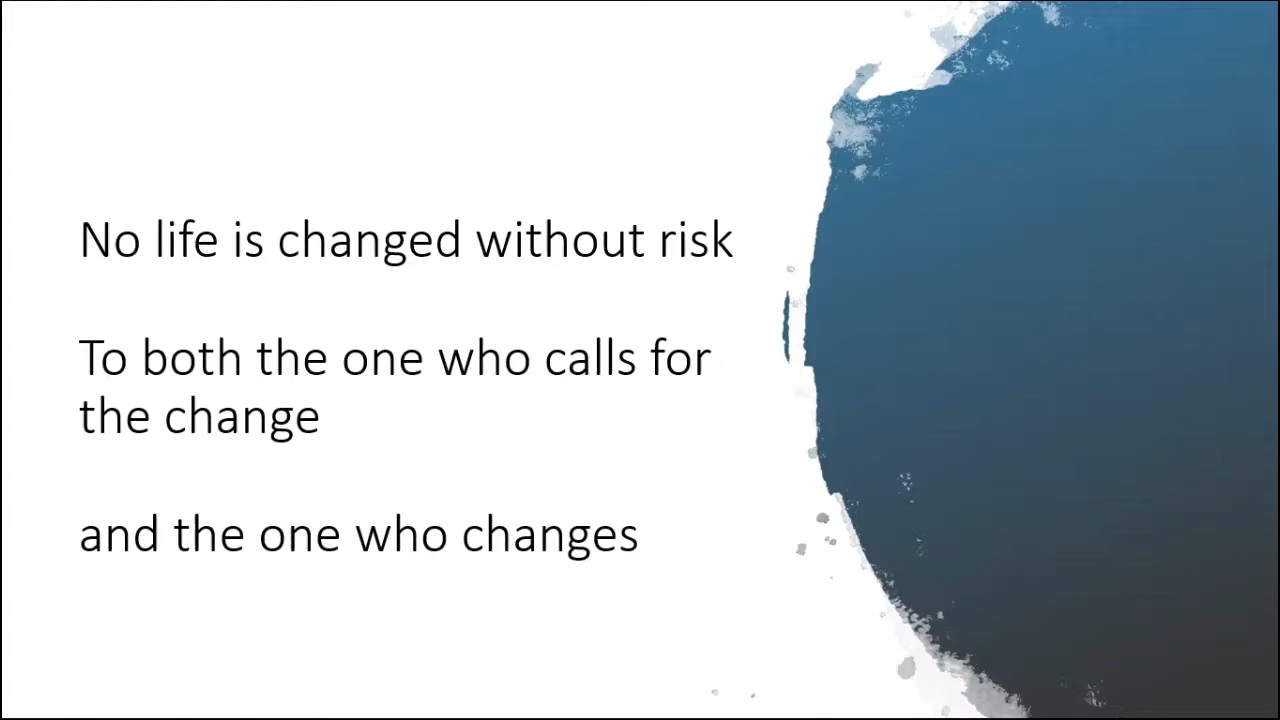 No life is changed without risk
To both the one who calls for
the change
and the one who changes